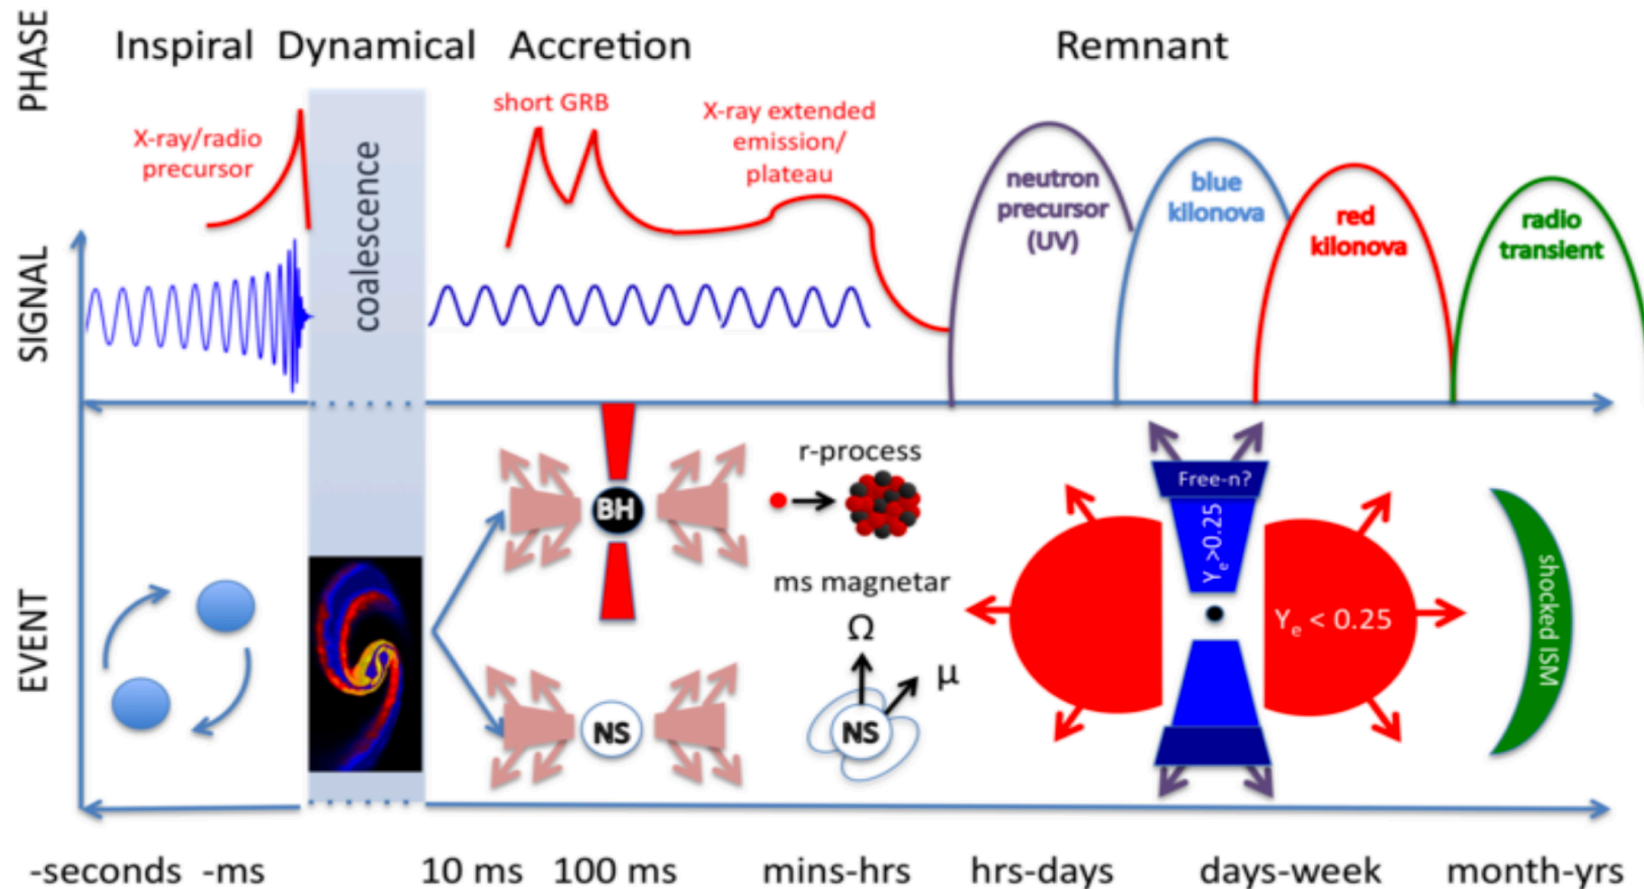 PHASE
Inspiral
Dynamical
Accretion
Remnant
SIGNAL
X-ray/radio
precursor
coalescence
short GRB
X-ray extended
emission/
plateau
neutron
precursor
(UV)
blue
kilonova
red
kilonova
radio
transient
EVENT
BH
NS
r-process
ms magnetar
Ω
μ
NS
Free-n?
Ye>0.25
Ye < 0.25
shocked ISM
-seconds
-ms
10 ms
100 ms
mins-hrs
hrs-days
days-week
month-yrs